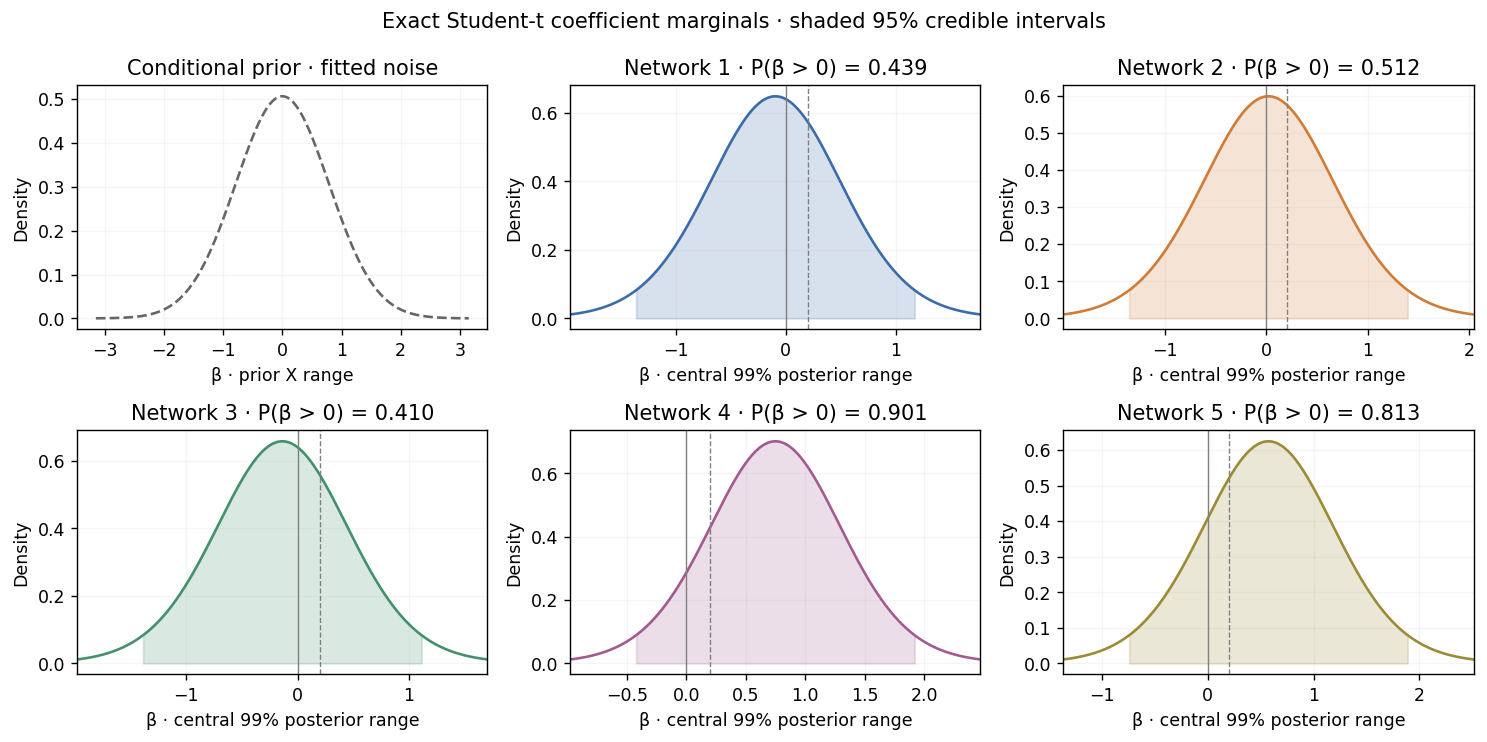 Exact Student-t coefficient marginals · shaded 95% credible intervals
Conditional prior · fitted noise
Density
0.5
0.4
0.3
0.2
0.1
0.0
−3 −2 −1 0 1 2 3
β · prior X range
Network 1 · P(β > 0) = 0.439
Density
0.6
0.4
0.2
0.0
−1 0 1
β · central 99% posterior range
Network 2 · P(β > 0) = 0.512
Density
0.6
0.5
0.4
0.3
0.2
0.1
0.0
−1 0 1 2
β · central 99% posterior range
Network 3 · P(β > 0) = 0.410
Density
0.6
0.4
0.2
0.0
−1 0 1
β · central 99% posterior range
Network 4 · P(β > 0) = 0.901
Density
0.6
0.4
0.2
0.0
−0.5 0.0 0.5 1.0 1.5 2.0
β · central 99% posterior range
Network 5 · P(β > 0) = 0.813
Density
0.6
0.5
0.4
0.3
0.2
0.1
0.0
−1 0 1 2
β · central 99% posterior range